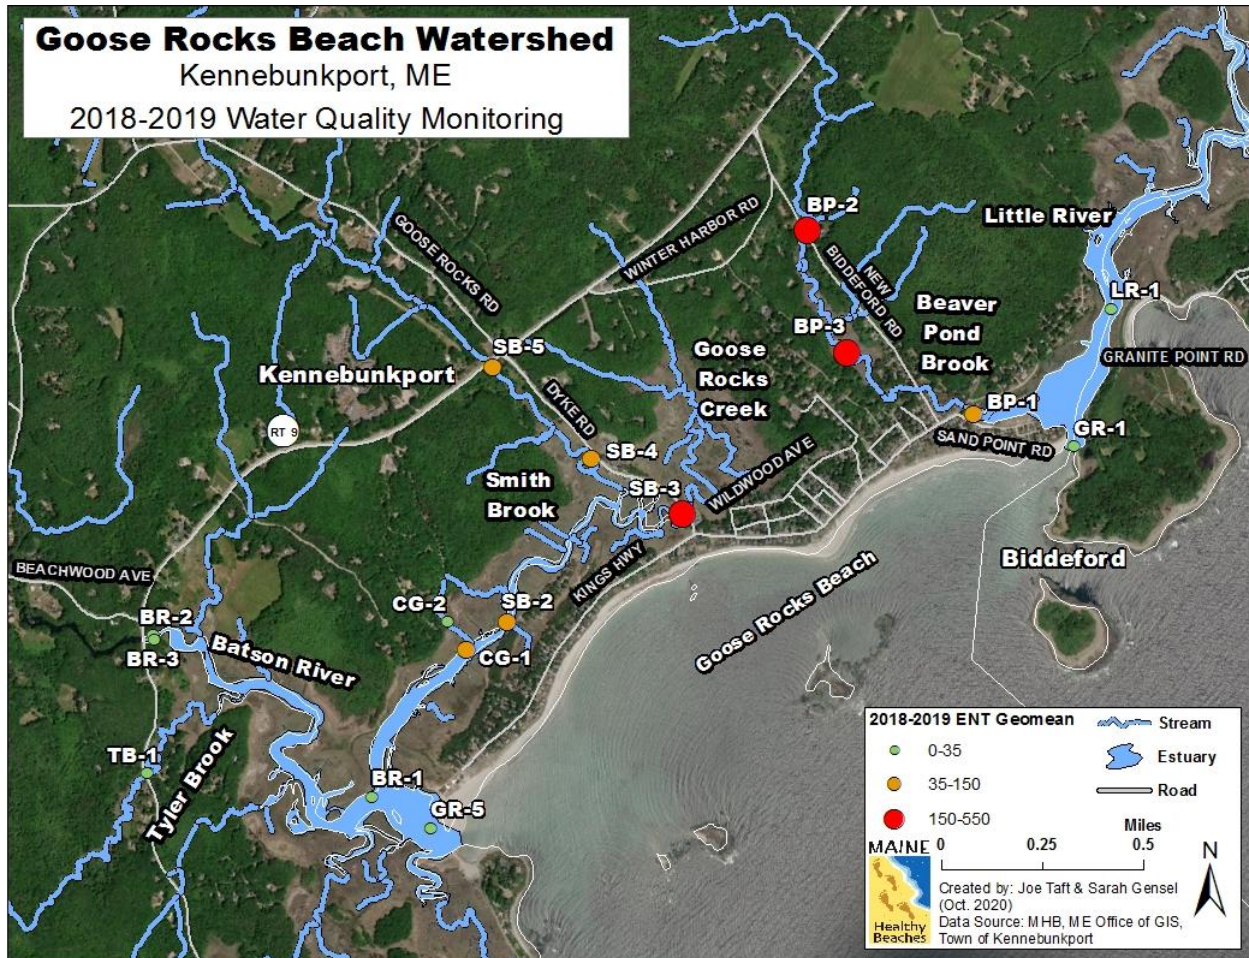 Goose Rocks Beach Watershed
Kennebunkport, ME
2018-2019 Water Quality Monitoring
GOOSE ROCKS RD
WINTER HARBOR RD
BP-2
NEW
BIDDEFORD RD
Little River
LR-1
BP-3
Beaver
Pond
Brook
GRANITE POINT RD
SB-5
Kennebunkport
Goose
Rocks
Creek
DYKE RD
BP-1
GR-1
SAND POINT RD
RT 9
SB-4
Smith
Brook
SB-3
WILDWOOD AVE
KINGS HWY
Goose Rocks Beach
Biddeford
BEACHWOOD AVE
CG-2
SB-2
BR-2
BR-3
Batson River
CG-1
TB-1
Tyler Brook
BR-1
GR-5
2018-2019 ENT Geomean
0-35
35-150
150-550
Stream
Estuary
Road
Miles
0 0.25 0.5
N
MAINE
Healthy
Beaches
Created by: Joe Taft & Sarah Gensel
(Oct. 2020)
Data Source: MHB, ME Office of GIS,
Town of Kennebunkport